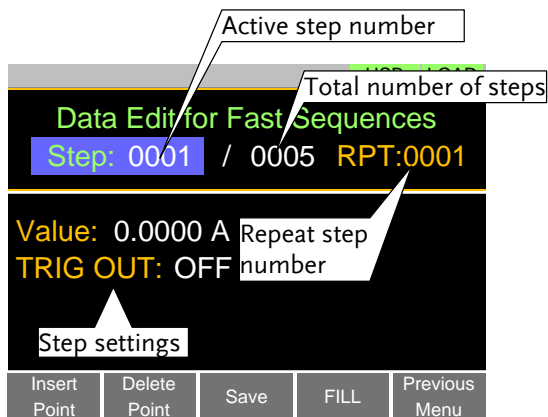 Active step number
Total number of steps
Data Edit for Fast Sequences
Step: 0001 / 0005 RPT:0001
Value: 0.0000 A
Repeat step
number
TRIG OUT: OFF
Step settings
Insert
Point
Delete
Point
Save
FILL
Previous
Menu